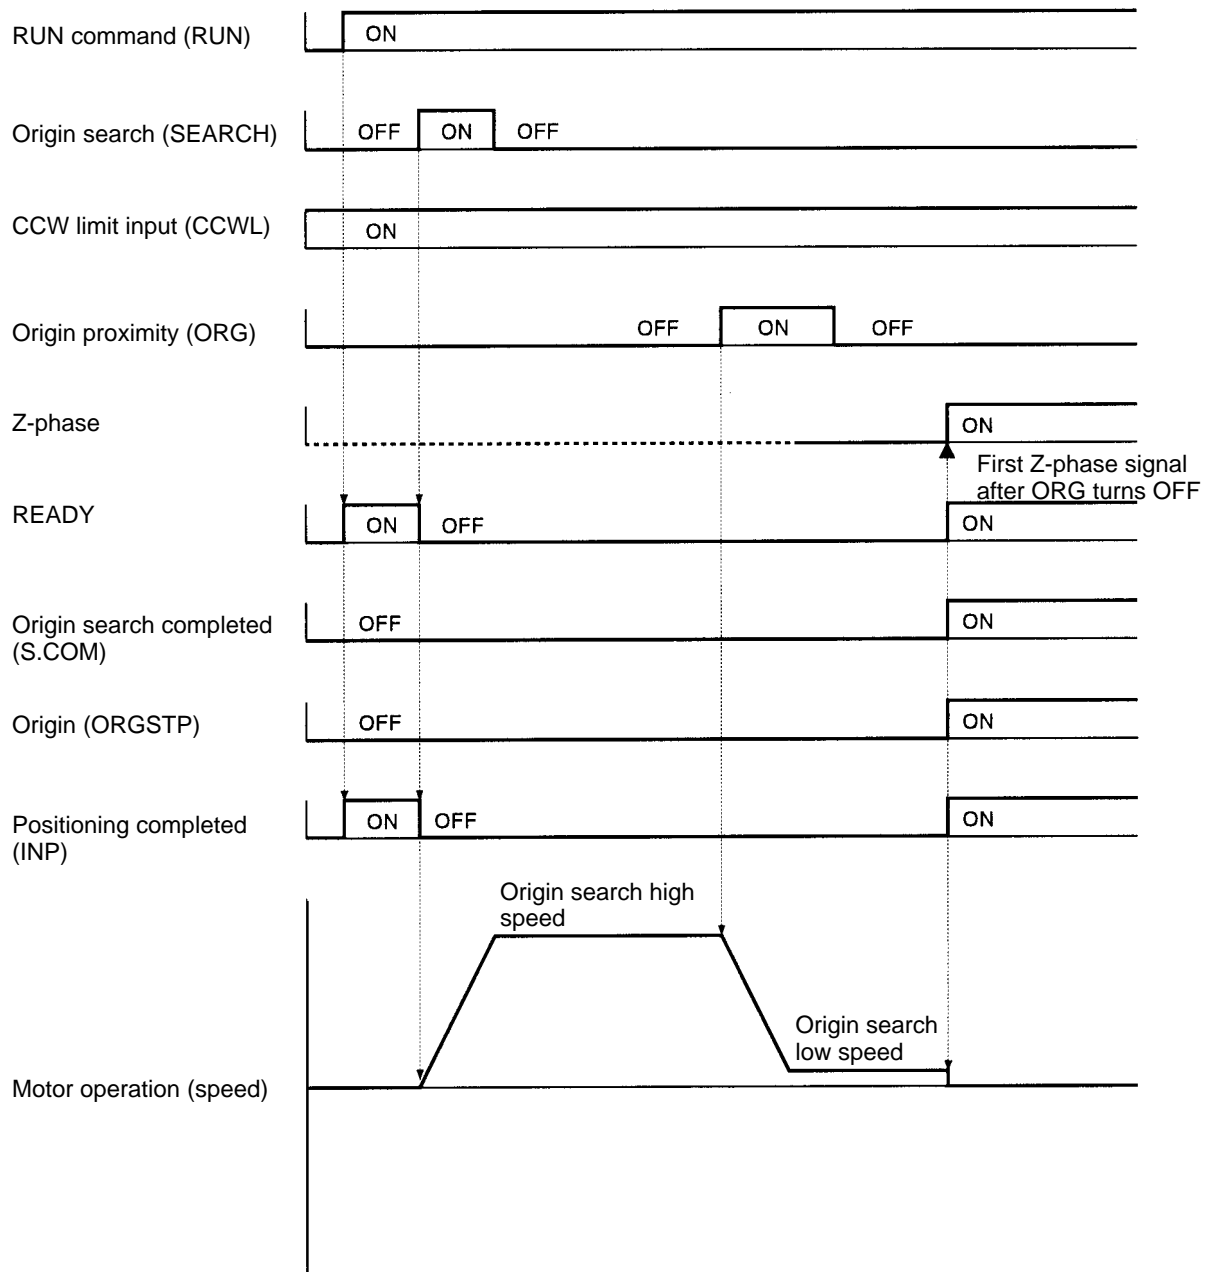 RUN command (RUN)
ON
Origin search (SEARCH)
OFF ON OFF
CCW limit input (CCWL)
ON
Origin proximity (ORG)
OFF ON OFF
Z-phase
ON
First Z-phase signal
after ORG turns OFF
READY
ON OFF ON
Origin search completed
(S.COM)
OFF ON
Origin (ORGSTP)
OFF ON
Positioning completed
(INP)
ON OFF ON
Origin search high
speed
Origin search
low speed
Motor operation (speed)